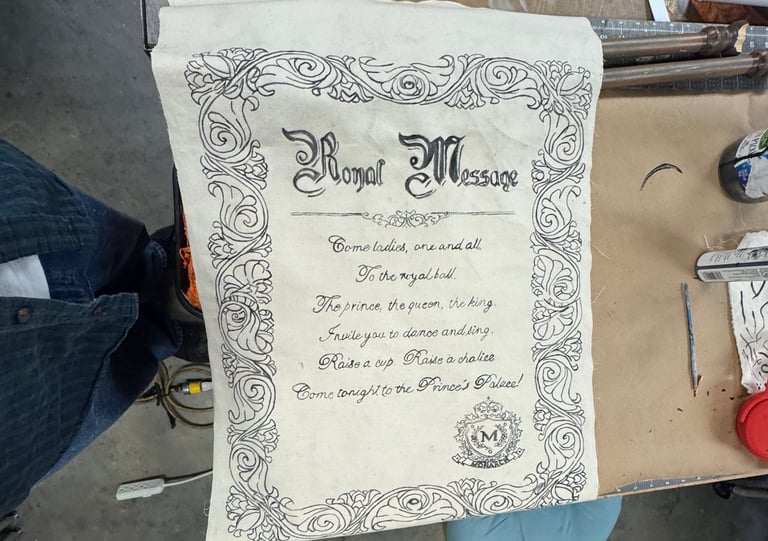 Royal Message
Come ladies, one and all.
To the royal ball.
The prince, the queen, the king.
Invite you to dance and sing.
Raise a cup. Raise a chalice
Come tonight to the Prince's Palace!
M
MONARCH